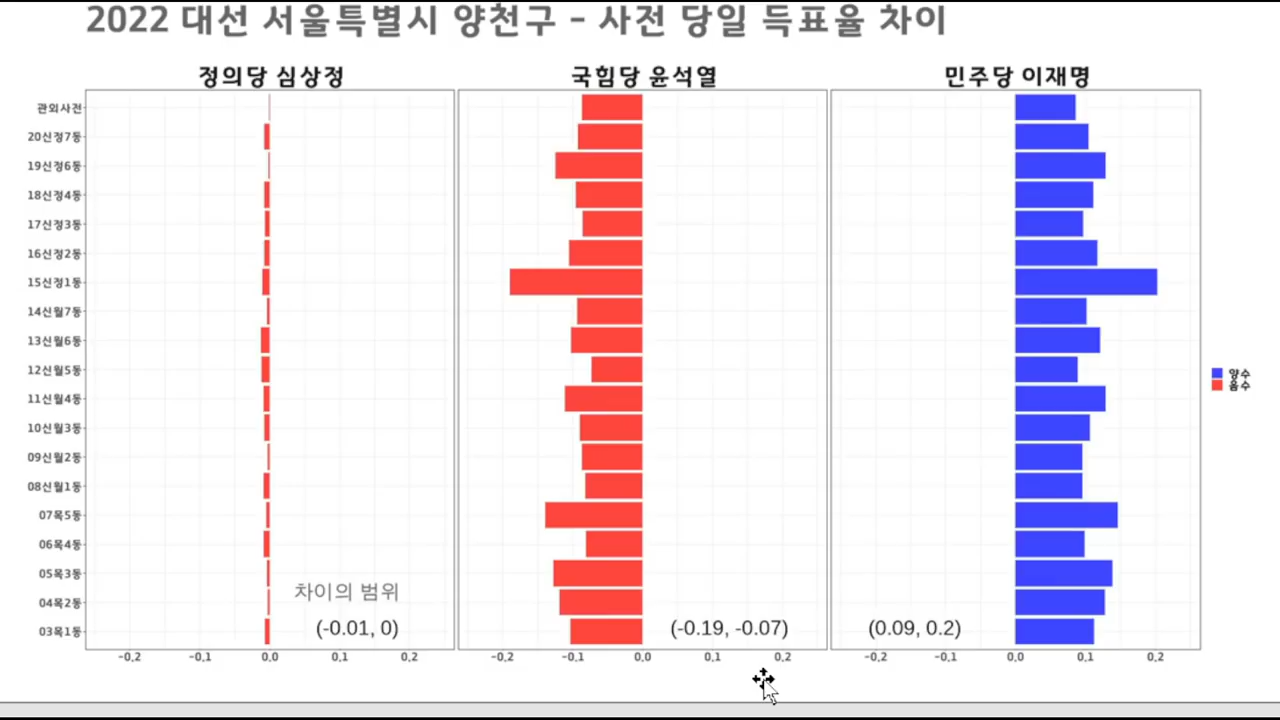 2022 대선 서울특별시 양천구 - 사전 당일 득표율 차이
정의당 심상정 국힘당 윤석열 민주당 이재명
관외사전
20신정7동
19신정6동
18신정4동
17신정3동
16신정2동
15신정1동
14신월7동
13신월6동
12신월5동
11신월4동
10신월3동
09신월2동
08신월1동
07목5동
06목4동
05목3동
04목2동
03목1동
차이의 범위
(-0.01, 0) (-0.19, -0.07) (0.09, 0.2)
-0.2 -0.1 0.0 0.1 0.2 -0.2 -0.1 0.0 0.1 0.2 -0.2 -0.1 0.0 0.1 0.2
양수
음수